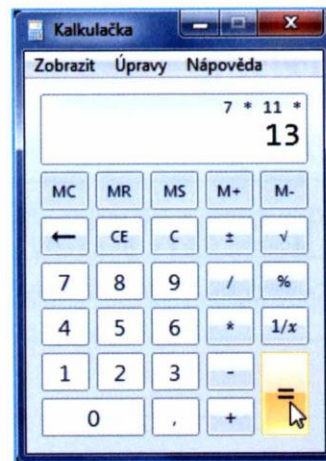 Kalkulačka
Zobrazit Úpravy Nápověda
7 * 11 *
13
MC MR MS M+ M-
← CE C ± √
7 8 9 / %
4 5 6 * 1/x
1 2 3 - =
0 , +